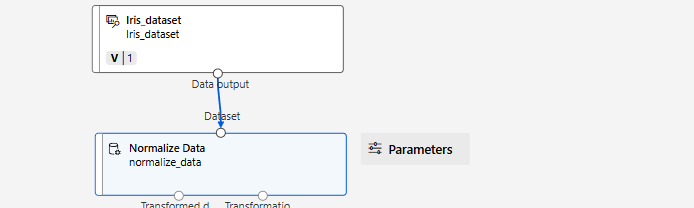 Iris_dataset
Iris_dataset
V | 1
Data output
Dataset
Normalize Data
normalize_data
Parameters
Transformed d Transformatio